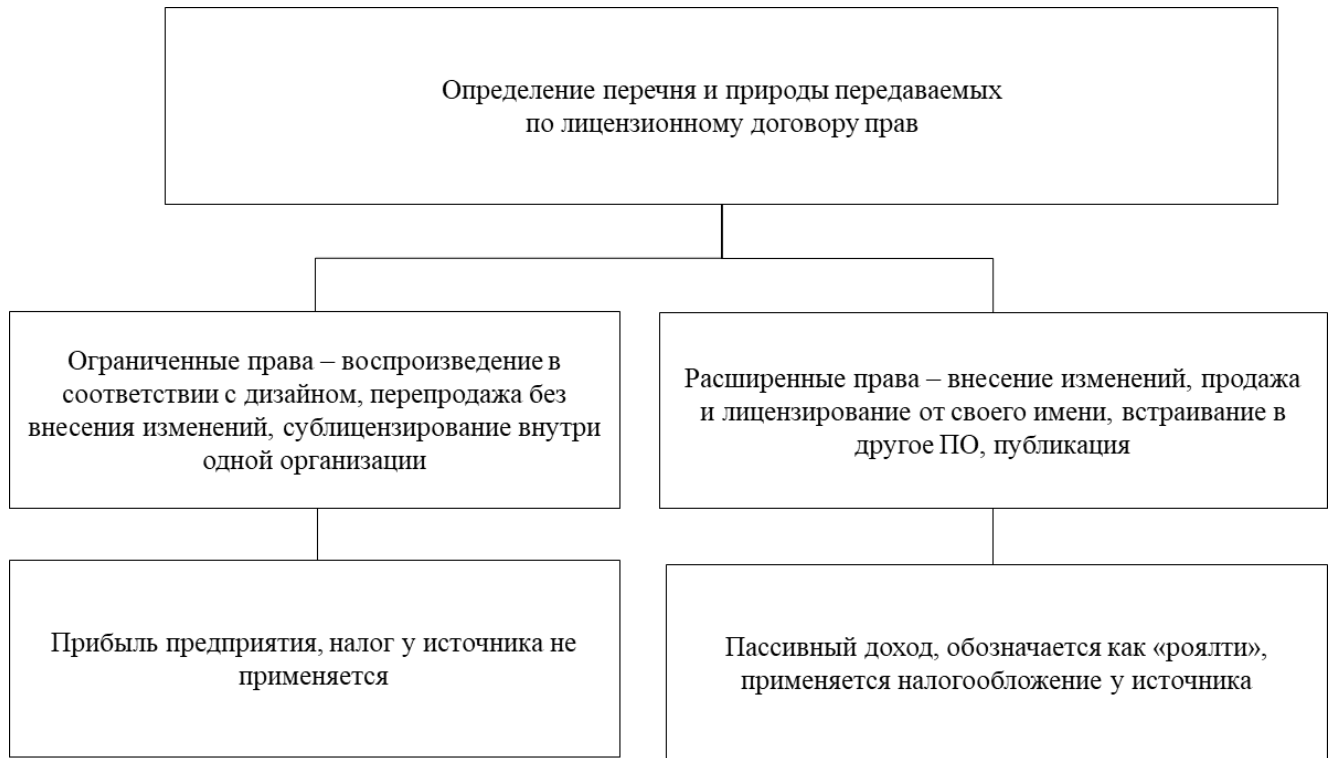 Определение перечня и природы передаваемых
по лицензионному договору прав
Ограниченные права – воспроизведение в
соответствии с дизайном, перепродажа без
внесения изменений, сублицензирование внутри
одной организации
Расширенные права – внесение изменений, продажа
и лицензирование от своего имени, встраивание в
другое ПО, публикация
Прибыль предприятия, налог у источника не
применяется
Пассивный доход, обозначается как «роялти»,
применяется налогообложение у источника